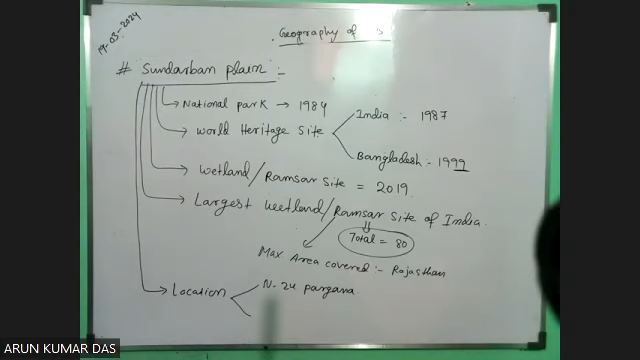 19-03-2024
Geography of
# Sundarban plain :-
→ National park → 1984
→ World Heritage Site
India :- 1987
Bangladesh - 1999
→ Wetland/Ramsar Site = 2019
→ Largest Wetland/Ramsar Site of India.
Total = 80
Max Area covered :- Rajasthan
→ Location
N. 24 pargana.
ARUN KUMAR DAS